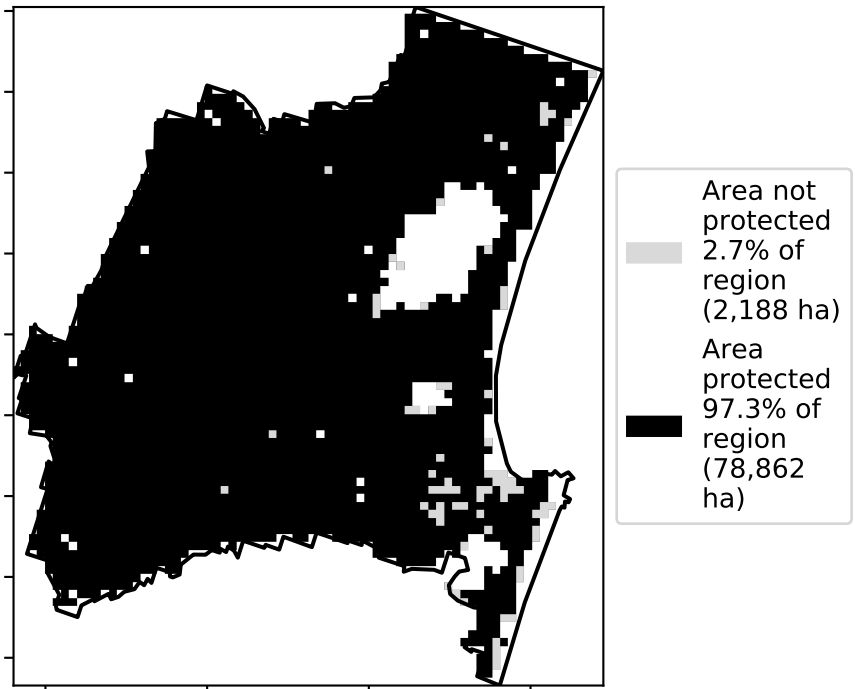 Area not
protected
2.7% of
region
(2,188 ha)
Area
protected
97.3% of
region
(78,862
ha)